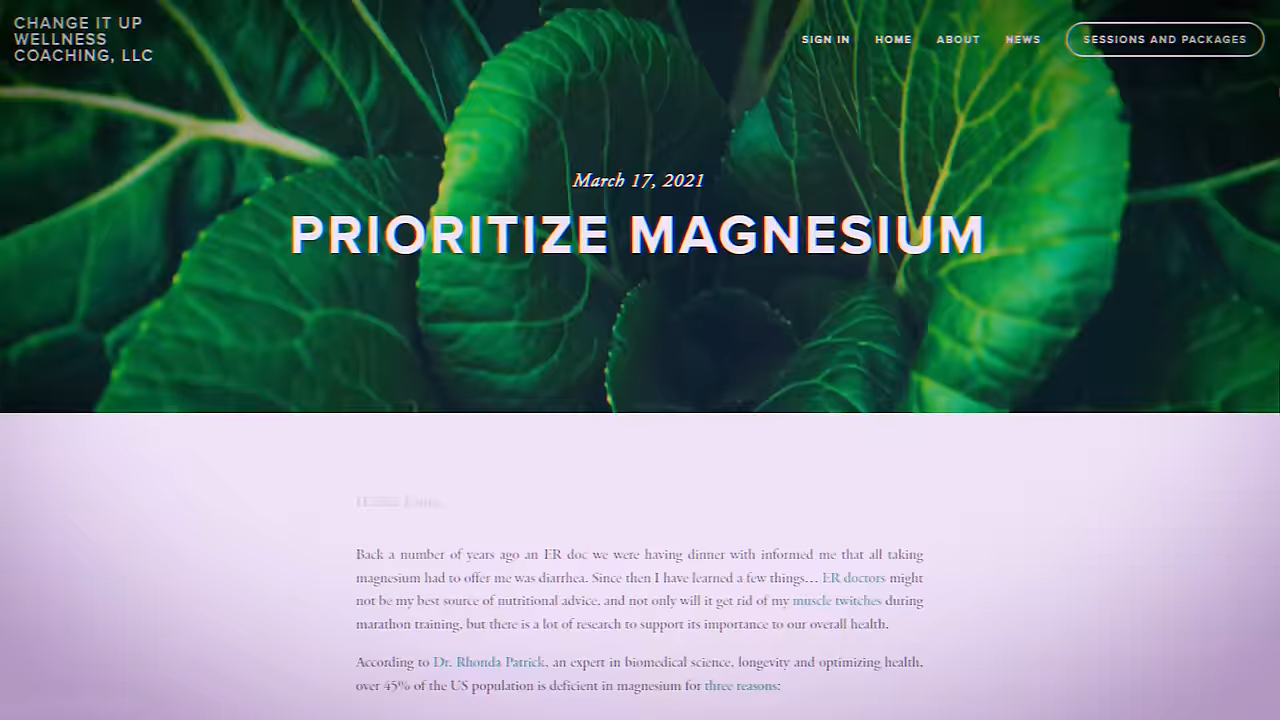 CHANGE IT UP
WELLNESS
COACHING, LLC
SIGN IN HOME ABOUT NEWS SESSIONS AND PACKAGES
March 17, 2021
PRIORITIZE MAGNESIUM
Back a number of years ago an ER doc we were having dinner with informed me that all taking
magnesium had to offer me was diarrhea. Since then I have learned a few things... ER doctors might
not be my best source of nutritional advice, and not only will it get rid of my muscle twitches during
marathon training, but there is a lot of research to support its importance to our overall health.
According to Dr. Rhonda Patrick, an expert in biomedical science, longevity and optimizing health,
over 45% of the US population is deficient in magnesium for three reasons: